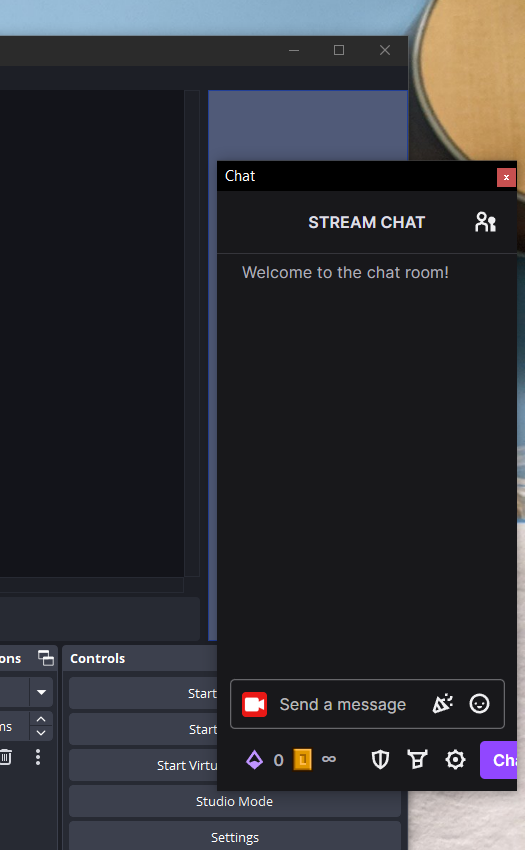 Chat
STREAM CHAT
Welcome to the chat room!
ons
Controls
Start
ms
Start
Send a message
0
∞
Cha
Start Virtu
Studio Mode
Settings